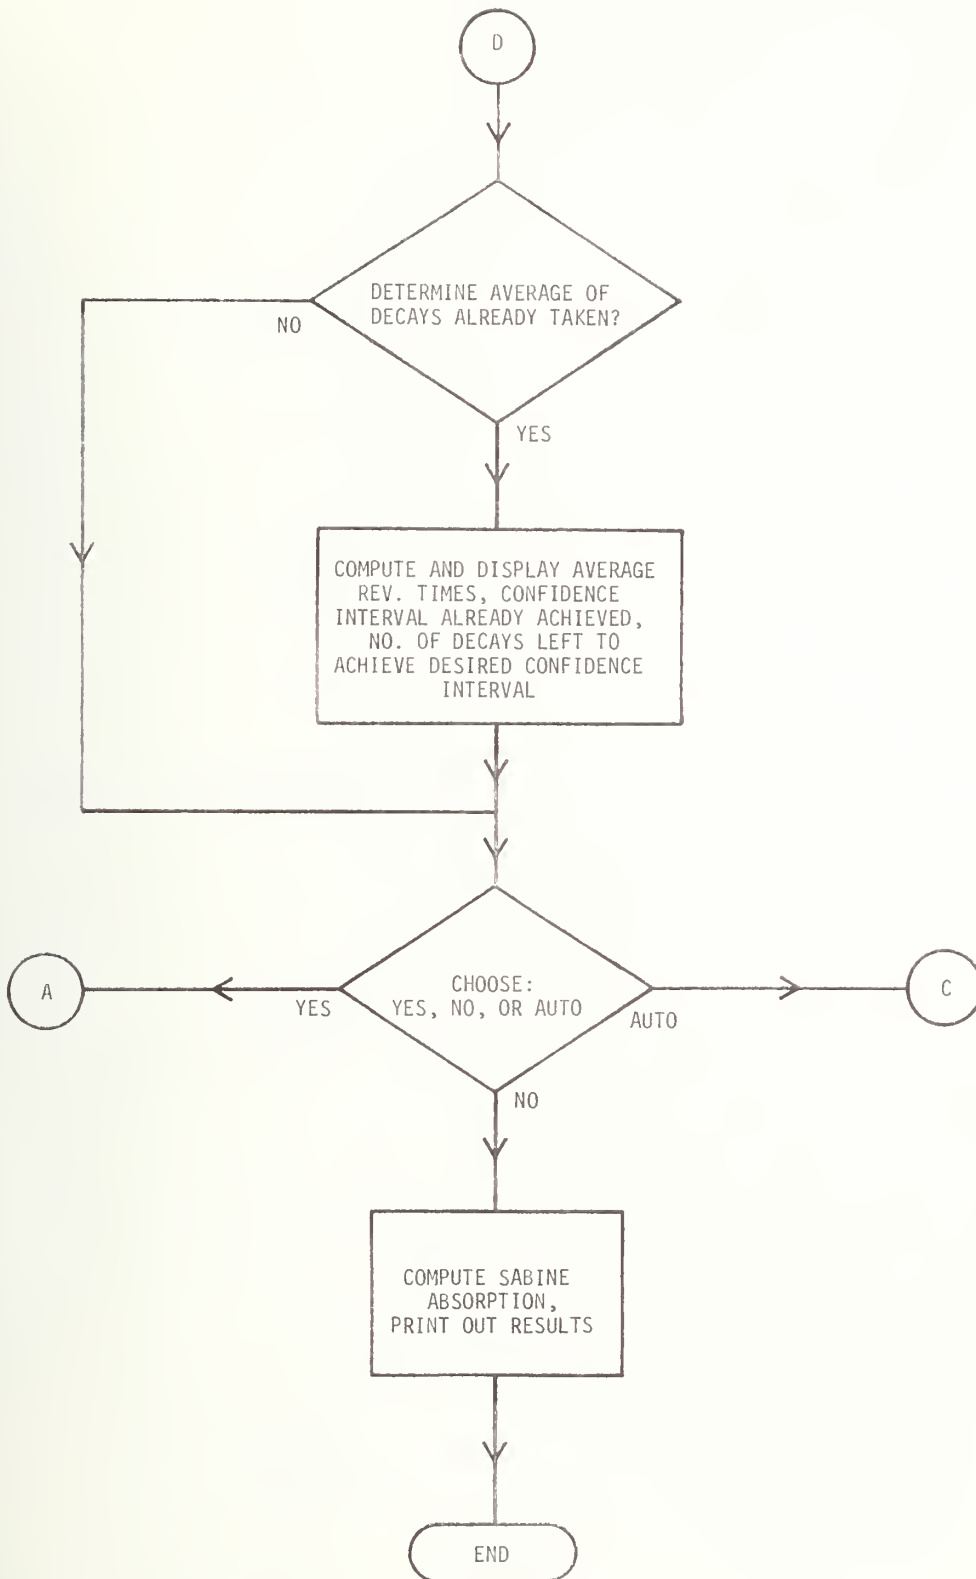 D
DETERMINE AVERAGE OF
DECAYS ALREADY TAKEN?
NO
YES
COMPUTE AND DISPLAY AVERAGE
REV. TIMES, CONFIDENCE
INTERVAL ALREADY ACHIEVED,
NO. OF DECAYS LEFT TO
ACHIEVE DESIRED CONFIDENCE
INTERVAL
A
YES
CHOOSE:
YES, NO, OR AUTO
AUTO
C
NO
COMPUTE SABINE
ABSORPTION,
PRINT OUT RESULTS
END